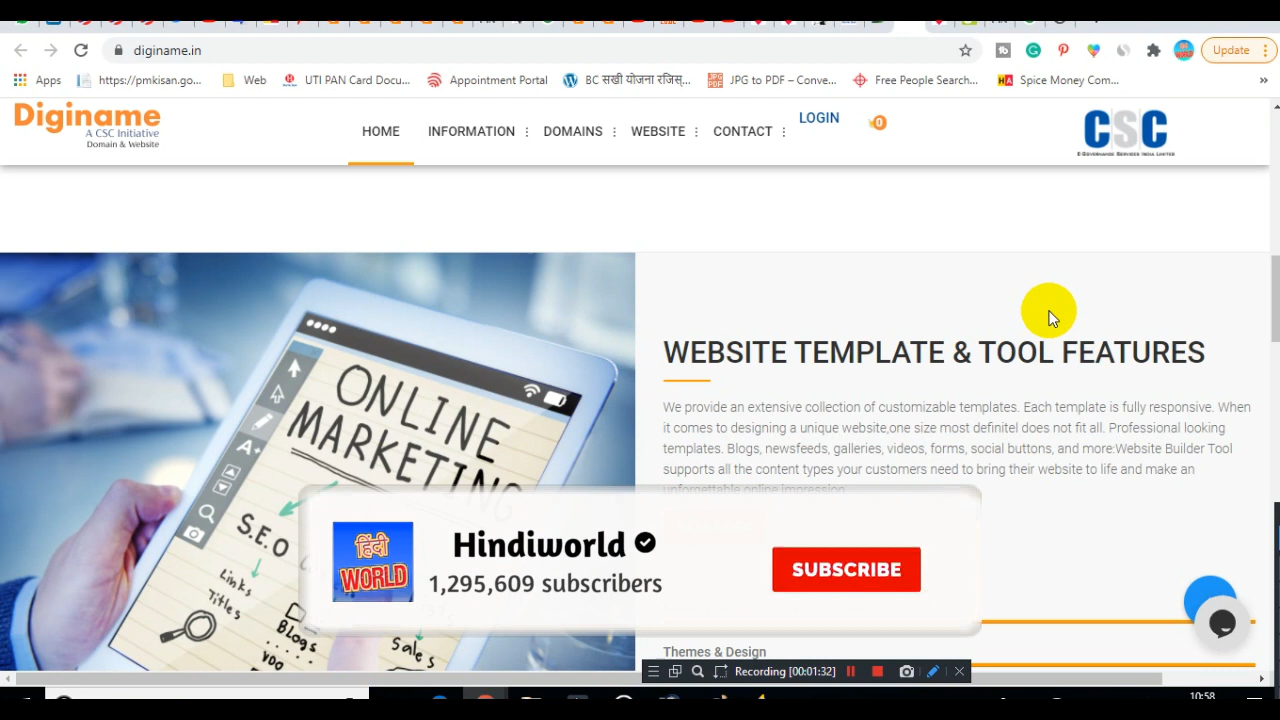 diginame.in
Update
Apps
https://pmkisan.go...
Web
UTI PAN Card Docu...
Appointment Portal
BC सखी योजना रजिस्...
JPG to PDF – Conve...
Free People Search...
Spice Money Com...
»
Diginame
A CSC Initiative
Domain & Website
HOME
INFORMATION
DOMAINS
WEBSITE
CONTACT
LOGIN
0
CSC
E-GOVERNANCE SERVICES INDIA LIMITED
ONLINE
MARKETING
S.E.O
Links
Titles
Blogs
Sales
WEBSITE TEMPLATE & TOOL FEATURES
We provide an extensive collection of customizable templates. Each template is fully responsive. When
it comes to designing a unique website,one size most definitel does not fit all. Professional looking
templates. Blogs, newsfeeds, galleries, videos, forms, social buttons, and more:Website Builder Tool
supports all the content types your customers need to bring their website to life and make an
unforgettable online impression
हिंदी
WORLD
Hindiworld
1,295,609 subscribers
SUBSCRIBE
Themes & Design
Recording [00:01:32]
10:58